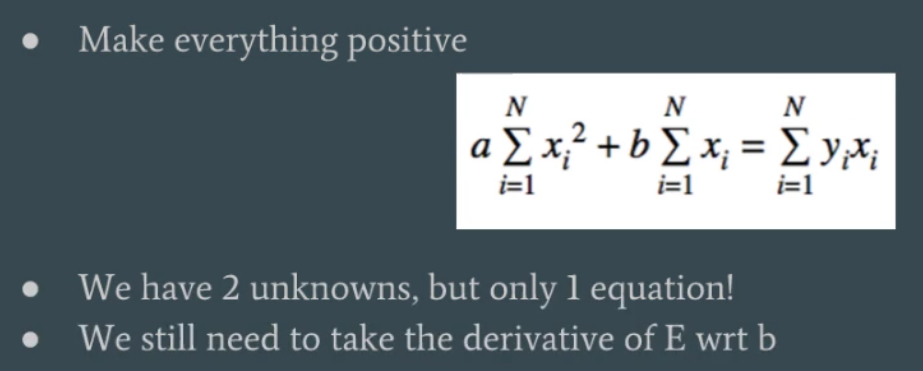 Make everything positive
a ∑_{i=1}^{N} x_i^2 + b ∑_{i=1}^{N} x_i = ∑_{i=1}^{N} y_i x_i
We have 2 unknowns, but only 1 equation!
We still need to take the derivative of E wrt b